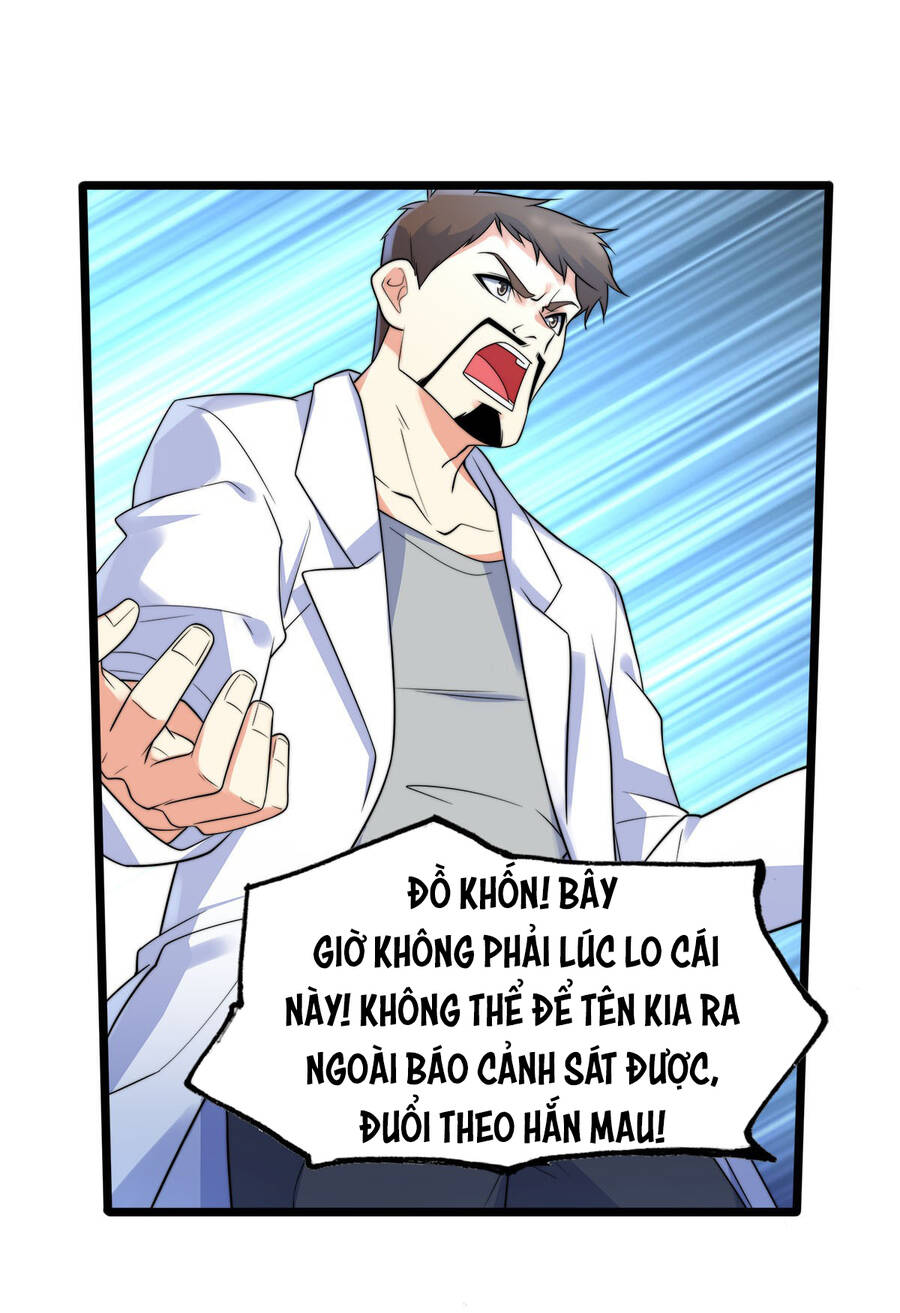 ĐỒ KHỐN! BÂY
GIỜ KHÔNG PHẢI LÚC LO CÁI
NÀY! KHÔNG THỂ ĐỂ TÊN KIA RA
NGOÀI BÁO CẢNH SÁT ĐƯỢC,
ĐUỔI THEO HẮN MAU!